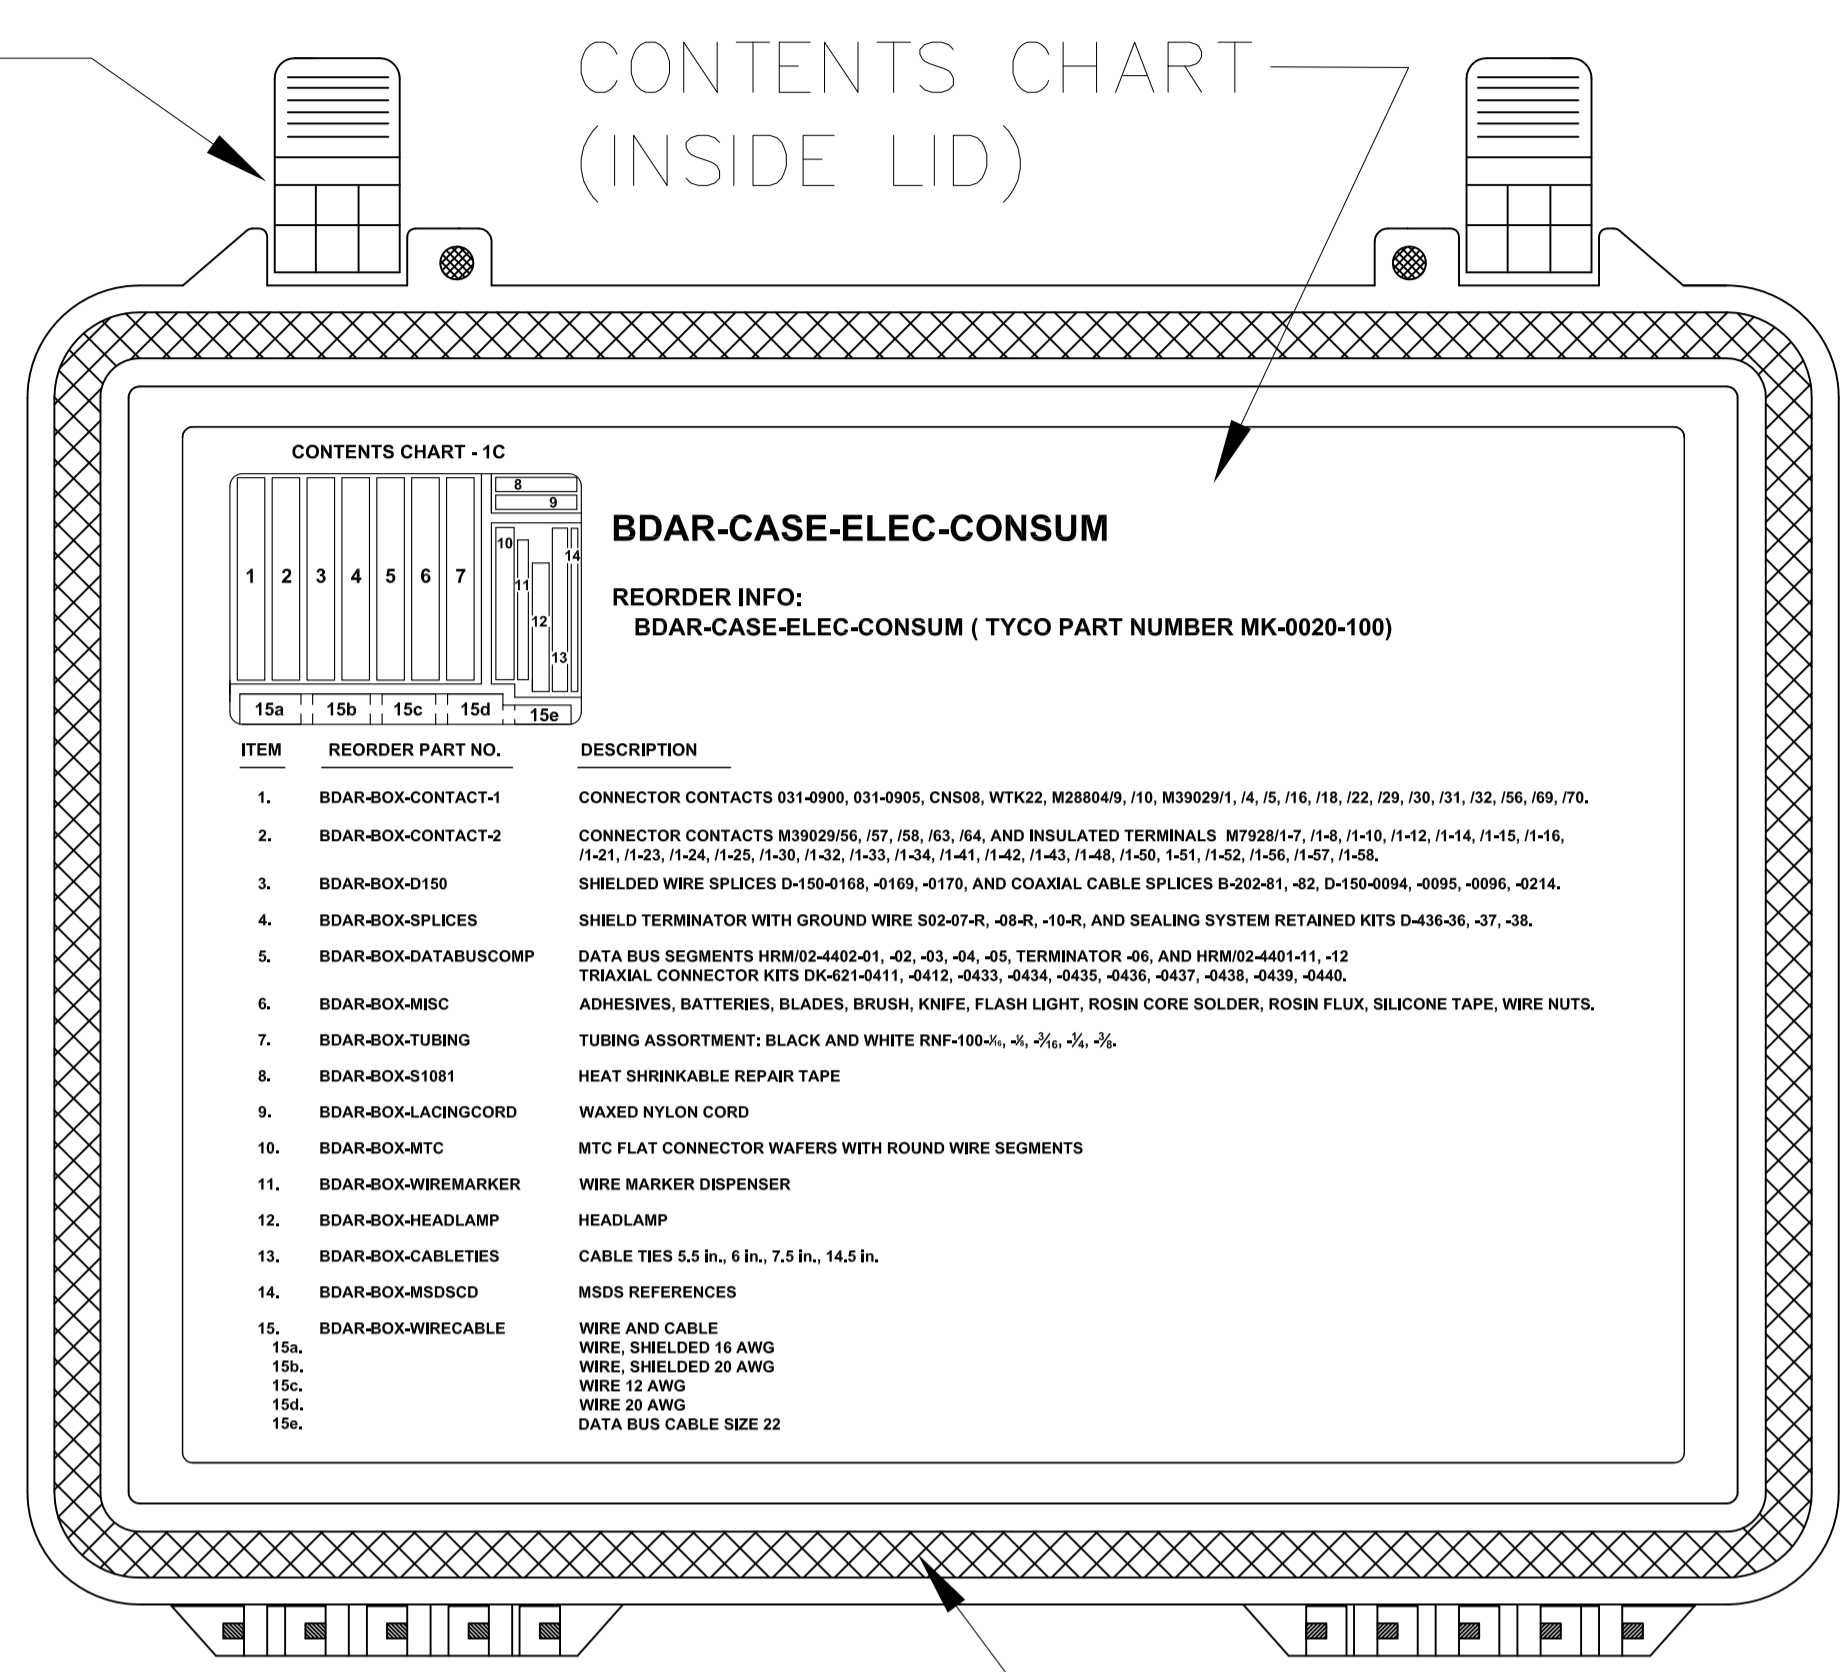 CONTENTS CHART
(INSIDE LID)
CONTENTS CHART - 1C
8
9
10
14
1 2 3 4 5 6 7
11
12
13
15a 15b 15c 15d 15e
BDAR-CASE-ELEC-CONSUM
REORDER INFO:
BDAR-CASE-ELEC-CONSUM ( TYCO PART NUMBER MK-0020-100)
ITEM REORDER PART NO. DESCRIPTION
1. BDAR-BOX-CONTACT-1 CONNECTOR CONTACTS 031-0900, 031-0905, CNS08, WTK22, M28804/9, /10, M39029/1, /4, /5, /16, /18, /22, /29, /30, /31, /32, /56, /69, /70.
2. BDAR-BOX-CONTACT-2 CONNECTOR CONTACTS M39029/56, /57, /58, /63, /64, AND INSULATED TERMINALS M7928/1-7, /1-8, /1-10, /1-12, /1-14, /1-15, /1-16,
/1-21, /1-23, /1-24, /1-25, /1-30, /1-32, /1-33, /1-34, /1-41, /1-42, /1-43, /1-48, /1-50, 1-51, /1-52, /1-56, /1-57, /1-58.
3. BDAR-BOX-D150 SHIELDED WIRE SPLICES D-150-0168, -0169, -0170, AND COAXIAL CABLE SPLICES B-202-81, -82, D-150-0094, -0095, -0096, -0214.
4. BDAR-BOX-SPLICES SHIELD TERMINATOR WITH GROUND WIRE S02-07-R, -08-R, -10-R, AND SEALING SYSTEM RETAINED KITS D-436-36, -37, -38.
5. BDAR-BOX-DATABUSCOMP DATA BUS SEGMENTS HRM/02-4402-01, -02, -03, -04, -05, TERMINATOR -06, AND HRM/02-4401-11, -12
TRIAXIAL CONNECTOR KITS DK-621-0411, -0412, -0433, -0434, -0435, -0436, -0437, -0438, -0439, -0440.
6. BDAR-BOX-MISC ADHESIVES, BATTERIES, BLADES, BRUSH, KNIFE, FLASH LIGHT, ROSIN CORE SOLDER, ROSIN FLUX, SILICONE TAPE, WIRE NUTS.
7. BDAR-BOX-TUBING TUBING ASSORTMENT: BLACK AND WHITE RNF-100-1/16, -1/8, -3/16, -1/4, -3/8.
8. BDAR-BOX-S1081 HEAT SHRINKABLE REPAIR TAPE
9. BDAR-BOX-LACINGCORD WAXED NYLON CORD
10. BDAR-BOX-MTC MTC FLAT CONNECTOR WAFERS WITH ROUND WIRE SEGMENTS
11. BDAR-BOX-WIREMARKER WIRE MARKER DISPENSER
12. BDAR-BOX-HEADLAMP HEADLAMP
13. BDAR-BOX-CABLETIES CABLE TIES 5.5 in., 6 in., 7.5 in., 14.5 in.
14. BDAR-BOX-MSDSCD MSDS REFERENCES
15. BDAR-BOX-WIRECABLE WIRE AND CABLE
15a. WIRE, SHIELDED 16 AWG
15b. WIRE, SHIELDED 20 AWG
15c. WIRE 12 AWG
15d. WIRE 20 AWG
15e. DATA BUS CABLE SIZE 22